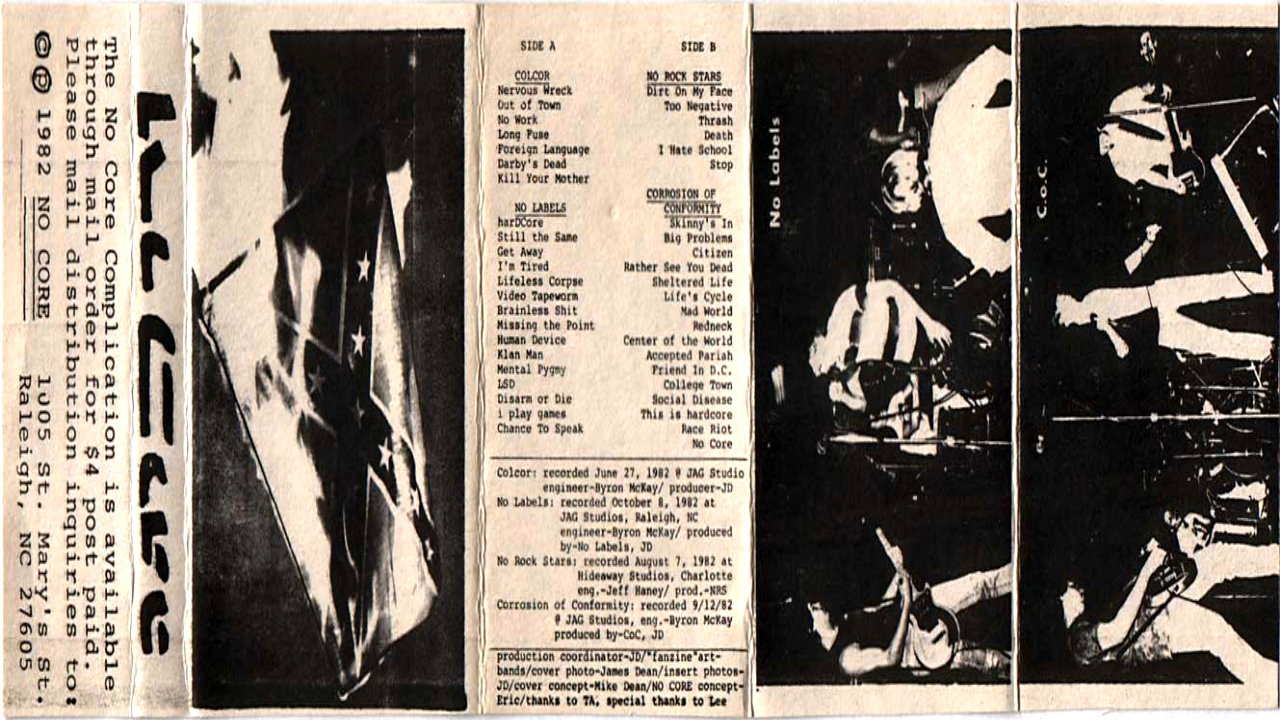 The No Core Complication is available
through mail order for $4 post paid.
Please mail distribution inquiries to:
© ℗ 1982 NO CORE 1005 St. Mary's St.
Raleigh, NC 27605
SIDE A
COLCOR
Nervous Wreck
Out of Town
No Work
Long Fuse
Foreign Language
Darby's Dead
Kill Your Mother
NO LABELS
harDCore
Still the Same
Get Away
I'm Tired
Lifeless Corpse
Video Tapeworm
Brainless Shit
Missing the Point
Human Device
Klan Man
Mental Pygmy
LSD
Disarm or Die
i play games
Chance To Speak
SIDE B
NO ROCK STARS
Dirt On My Face
Too Negative
Thrash
Death
I Hate School
Stop
CORROSION OF
CONFORMITY
Skinny's In
Big Problems
Citizen
Rather See You Dead
Sheltered Life
Life's Cycle
Mad World
Redneck
Center of the World
Accepted Pariah
Friend In D.C.
College Town
Social Disease
This is hardcore
Race Riot
No Core
Colcor: recorded June 27, 1982 @ JAG Studio
engineer-Byron McKay/ producer-JD
No Labels: recorded October 8, 1982 at
JAG Studios, Raleigh, NC
engineer-Byron McKay/ produced
by-No Labels, JD
No Rock Stars: recorded August 7, 1982 at
Hideaway Studios, Charlotte
eng.-Jeff Haney/ prod.-NRS
Corrosion of Conformity: recorded 9/12/82
@ JAG Studios, eng.-Byron McKay
produced by-CoC, JD
production coordinator-JD/"fanzine"art-
bands/cover photo-James Dean/insert photos-
JD/cover concept-Mike Dean/NO CORE concept-
Eric/thanks to TA, special thanks to Lee
No Labels
C.o.C.